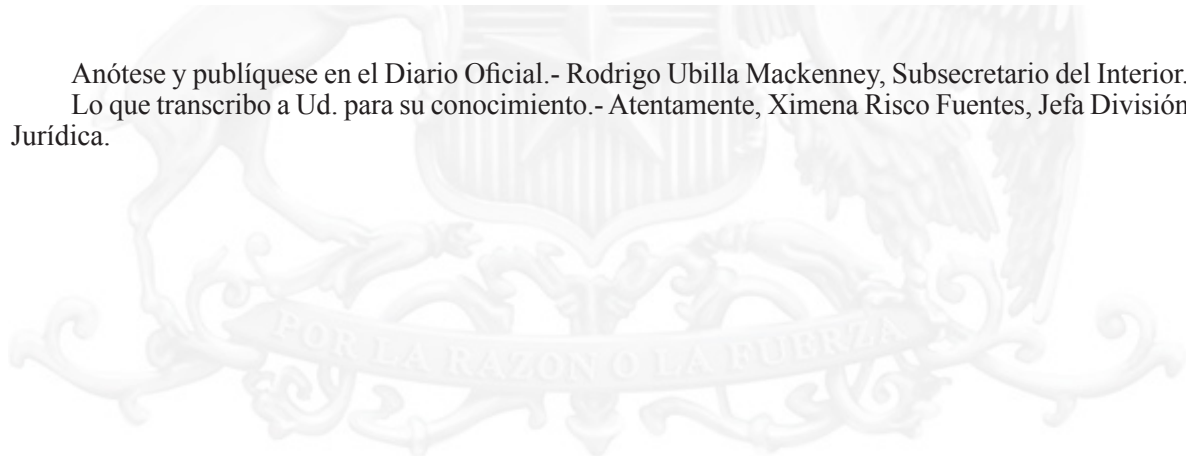 Anótese y publíquese en el Diario Oficial.- Rodrigo Ubilla Mackenney, Subsecretario del Interior.
Lo que transcribo a Ud. para su conocimiento.- Atentamente, Ximena Risco Fuentes, Jefa División
Jurídica.
POR LA RAZON O LA FUERZA